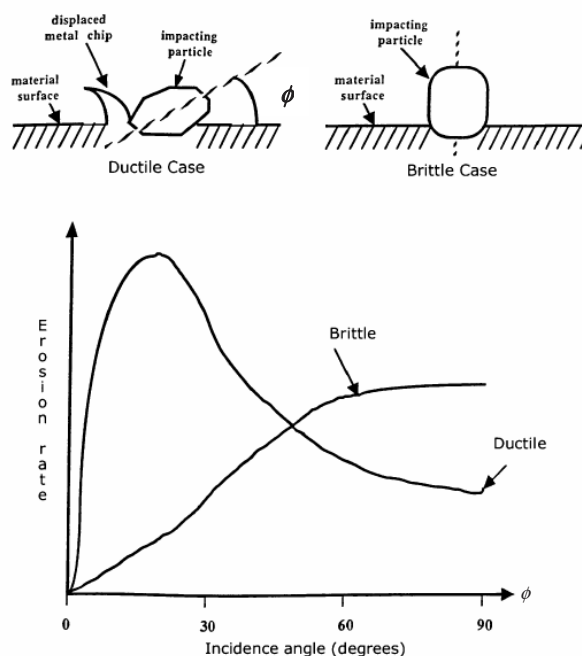 displaced
metal chip
impacting
particle
material
surface
ϕ
Ductile Case
impacting
particle
material
surface
Brittle Case
Erosion rate
Brittle
Ductile
0
30
60
90
ϕ
Incidence angle (degrees)